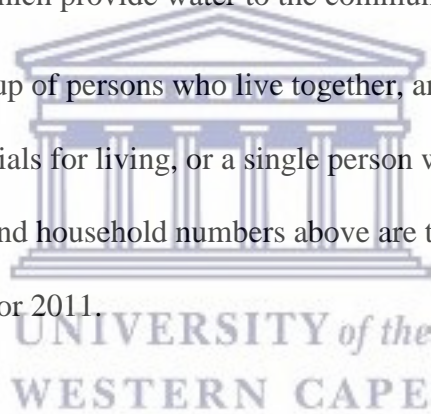 which provide water to the commun
up of persons who live together, an
ials for living, or a single person w
nd household numbers above are t
or 2011.
UNIVERSITY of the
WESTERN CAPE